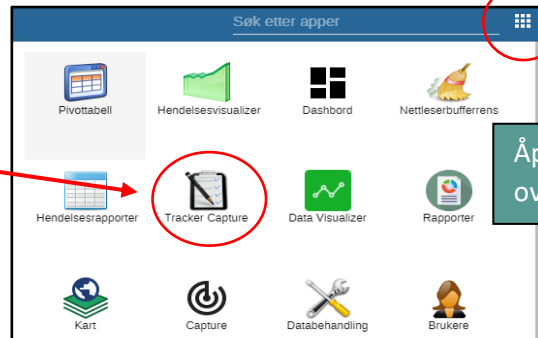 Søk etter apper
Pivottabell
Hendelsesvisualizer
Dashbord
Nettleserbufferrens
Hendelsesrapporter
Tracker Capture
Data Visualizer
Rapporter
Kart
Capture
Databehandling
Brukere